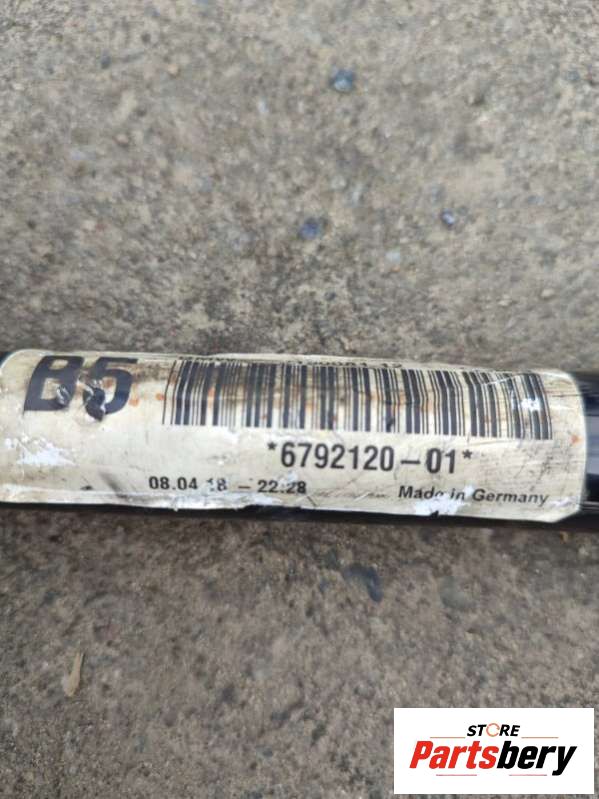 B5
*6792120-01*
08.04.18 - 22:28
Made in Germany
STORE
Partsbery